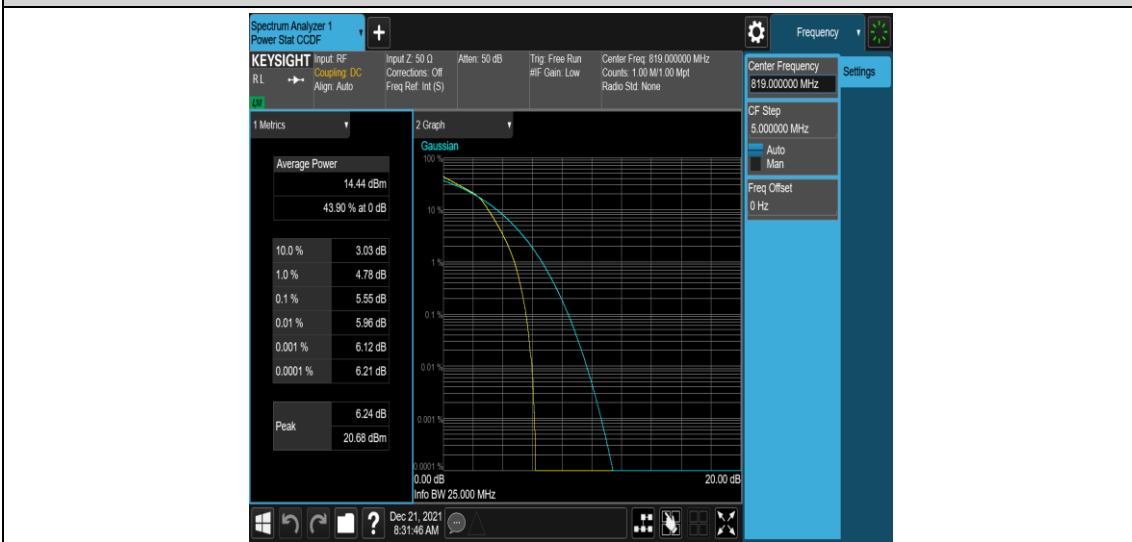 Spectrum Analyzer 1
Power Stat CCDF
+
Frequency
KEYSIGHT
R L
LXI
Input: RF
Coupling: DC
Align: Auto
Input Z: 50 Ω
Corrections: Off
Freq Ref: Int (S)
Atten: 50 dB
Trig: Free Run
#IF Gain: Low
Center Freq: 819.000000 MHz
Counts: 1.00 M/1.00 Mpt
Radio Std: None
Center Frequency
819.000000 MHz
Settings
CF Step
5.000000 MHz
Auto
Man
Freq Offset
0 Hz
1 Metrics
Average Power
14.44 dBm
43.90 % at 0 dB
10.0 % 3.03 dB
1.0 % 4.78 dB
0.1 % 5.55 dB
0.01 % 5.96 dB
0.001 % 6.12 dB
0.0001 % 6.21 dB
Peak
6.24 dB
20.68 dBm
2 Graph
Gaussian
100 %
10 %
1 %
0.1 %
0.01 %
0.001 %
0.0001 %
0.00 dB 20.00 dB
Info BW 25.000 MHz
?
Dec 21, 2021
8:31:46 AM